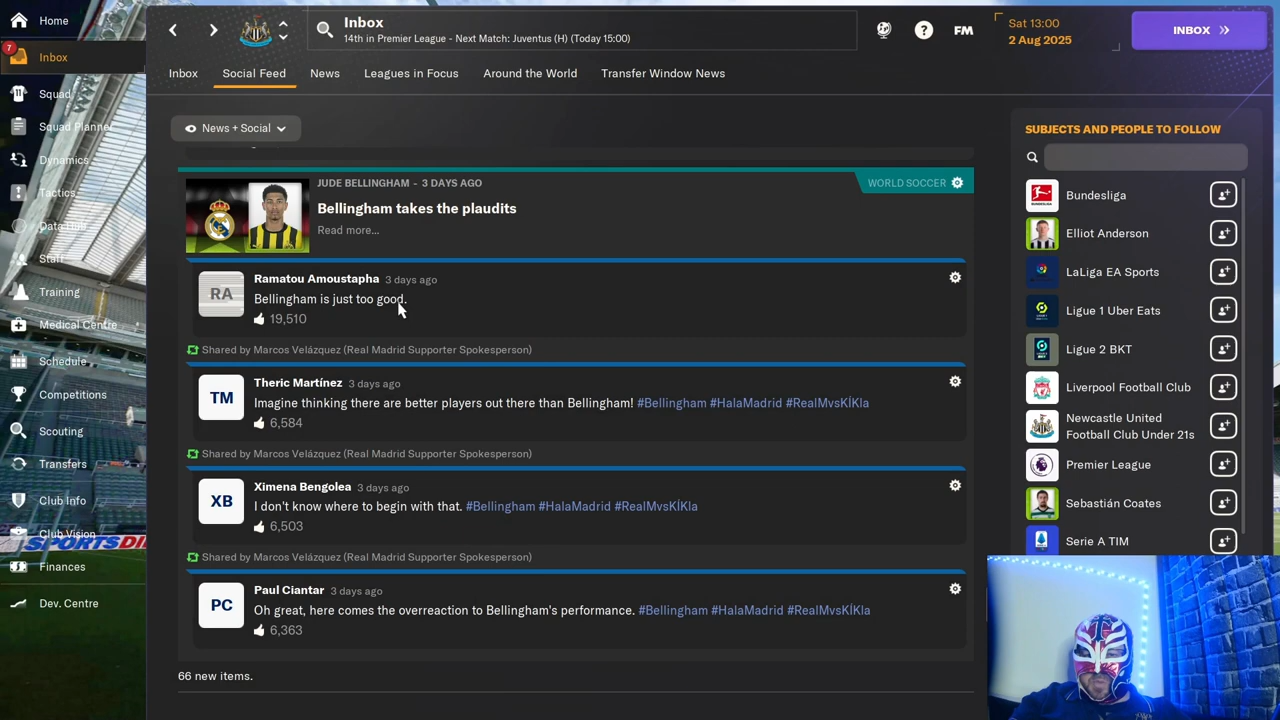 Home
7
Inbox
Squad
Squad Planner
Dynamics
Tactics
Data Hub
Staff
Training
Medical Centre
Schedule
Competitions
Scouting
Transfers
Club Info
Club Vision
SPORTSDI
Finances
Dev. Centre
Inbox
14th in Premier League - Next Match: Juventus (H) (Today 15:00)
?
FM
Sat 13:00
2 Aug 2025
INBOX
Inbox
Social Feed
News
Leagues in Focus
Around the World
Transfer Window News
News + Social
JUDE BELLINGHAM - 3 DAYS AGO
WORLD SOCCER
Bellingham takes the plaudits
Read more...
RA
Ramatou Amoustapha 3 days ago
Bellingham is just too good.
19,510
Shared by Marcos Velázquez (Real Madrid Supporter Spokesperson)
TM
Theric Martínez 3 days ago
Imagine thinking there are better players out there than Bellingham! #Bellingham #HalaMadrid #RealMvsKÍKla
6,584
Shared by Marcos Velázquez (Real Madrid Supporter Spokesperson)
XB
Ximena Bengolea 3 days ago
I don't know where to begin with that. #Bellingham #HalaMadrid #RealMvsKÍKla
6,503
Shared by Marcos Velázquez (Real Madrid Supporter Spokesperson)
PC
Paul Ciantar 3 days ago
Oh great, here comes the overreaction to Bellingham's performance. #Bellingham #HalaMadrid #RealMvsKÍKla
6,363
66 new items.
SUBJECTS AND PEOPLE TO FOLLOW
Bundesliga
Elliot Anderson
LaLiga EA Sports
Ligue 1 Uber Eats
Ligue 2 BKT
Liverpool Football Club
Newcastle United
Football Club Under 21s
Premier League
Sebastián Coates
Serie A TIM